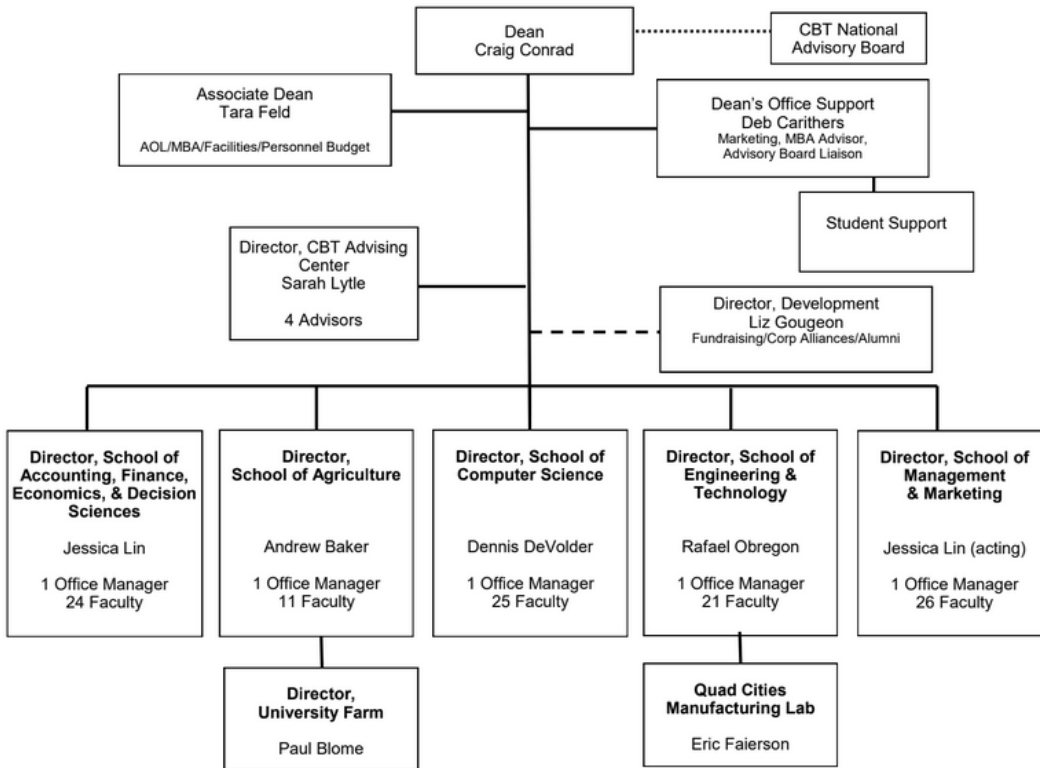 Dean
Craig Conrad
CBT National
Advisory Board
Associate Dean
Tara Feld
AOL/MBA/Facilities/Personnel Budget
Dean's Office Support
Deb Carithers
Marketing, MBA Advisor,
Advisory Board Liaison
Student Support
Director, CBT Advising
Center
Sarah Lytle
4 Advisors
Director, Development
Liz Gougeon
Fundraising/Corp Alliances/Alumni
Director, School of
Accounting, Finance,
Economics, & Decision
Sciences
Jessica Lin
1 Office Manager
24 Faculty
Director,
School of Agriculture
Andrew Baker
1 Office Manager
11 Faculty
Director, School of
Computer Science
Dennis DeVolder
1 Office Manager
25 Faculty
Director, School of
Engineering &
Technology
Rafael Obregon
1 Office Manager
21 Faculty
Director, School of
Management
& Marketing
Jessica Lin (acting)
1 Office Manager
26 Faculty
Director,
University Farm
Paul Blome
Quad Cities
Manufacturing Lab
Eric Faierson